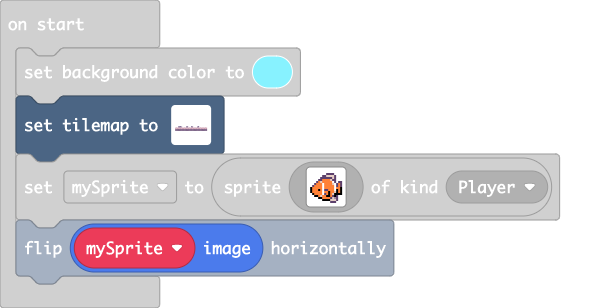 on start
set background color to
set tilemap to
set mySprite to sprite of kind Player
flip mySprite image horizontally